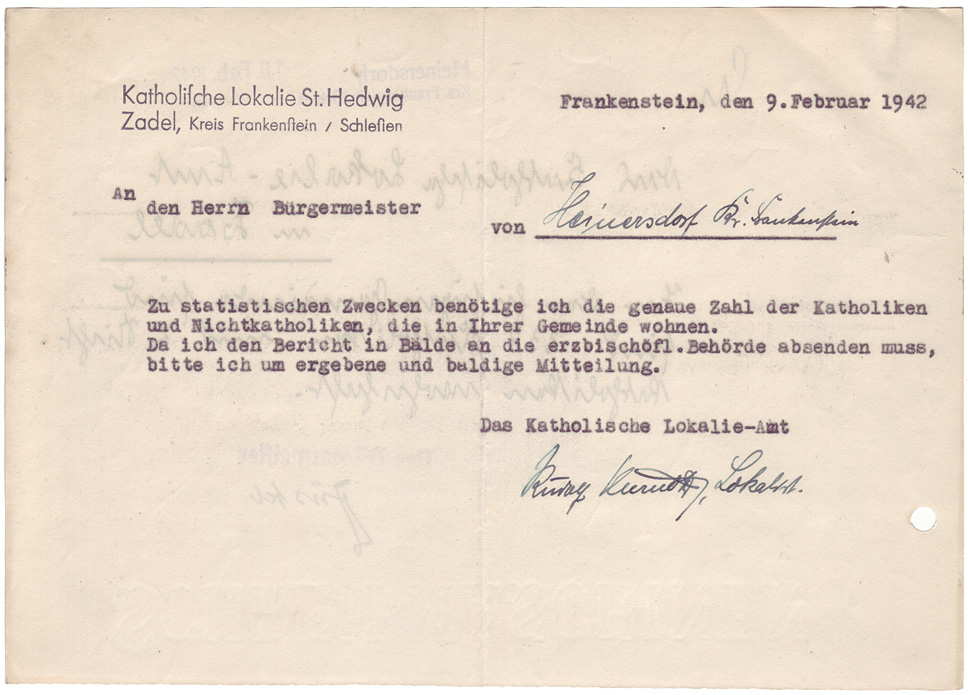 Katholiſche Lokalie St. Hedwig
Zadel, Kreis Frankenſtein / Schleſien
Frankenstein, den 9.Februar 1942
An
den Herrn Bürgermeister
von Heinersdorf Kr. Frankenstein
Zu statistischen Zwecken benötige ich die genaue Zahl der Katholiken
und Nichtkatholiken, die in Ihrer Gemeinde wohnen.
Da ich den Bericht in Bälde an die erzbischöfl.Behörde absenden muss,
bitte ich um ergebene und baldige Mitteilung.
Das Katholische Lokalie-Amt
Rudolf